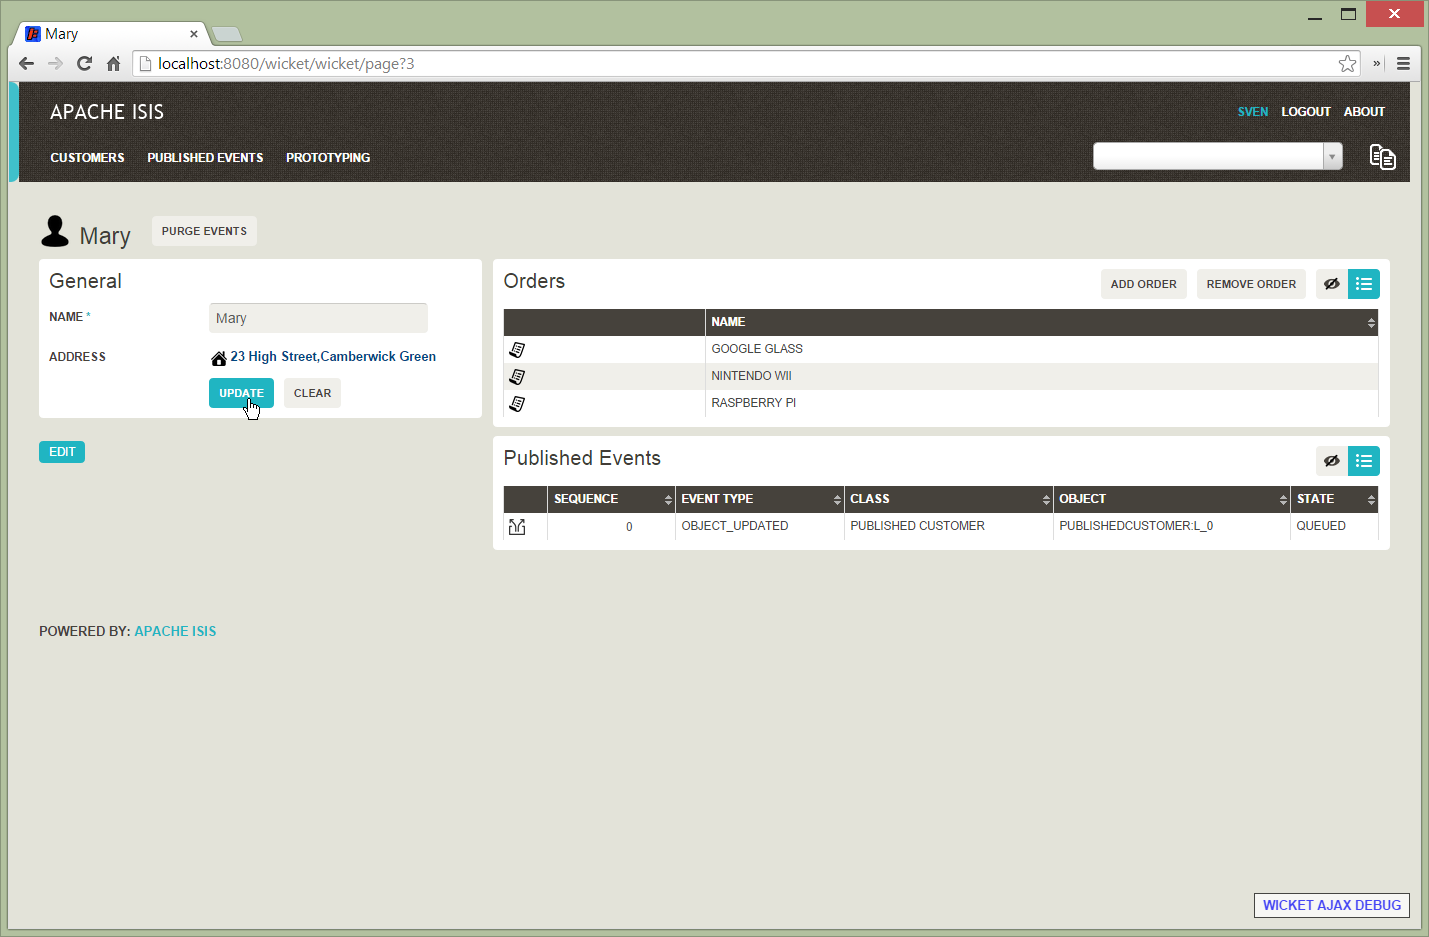 Mary
localhost:8080/wicket/wicket/page?3
APACHE ISIS
SVEN LOGOUT ABOUT
CUSTOMERS PUBLISHED EVENTS PROTOTYPING
Mary
PURGE EVENTS
General
NAME *
Mary
ADDRESS
23 High Street,Camberwick Green
UPDATE CLEAR
EDIT
Orders
ADD ORDER REMOVE ORDER
NAME
GOOGLE GLASS
NINTENDO WII
RASPBERRY PI
Published Events
SEQUENCE EVENT TYPE CLASS OBJECT STATE
0 OBJECT_UPDATED PUBLISHED CUSTOMER PUBLISHEDCUSTOMER:L_0 QUEUED
POWERED BY: APACHE ISIS
WICKET AJAX DEBUG